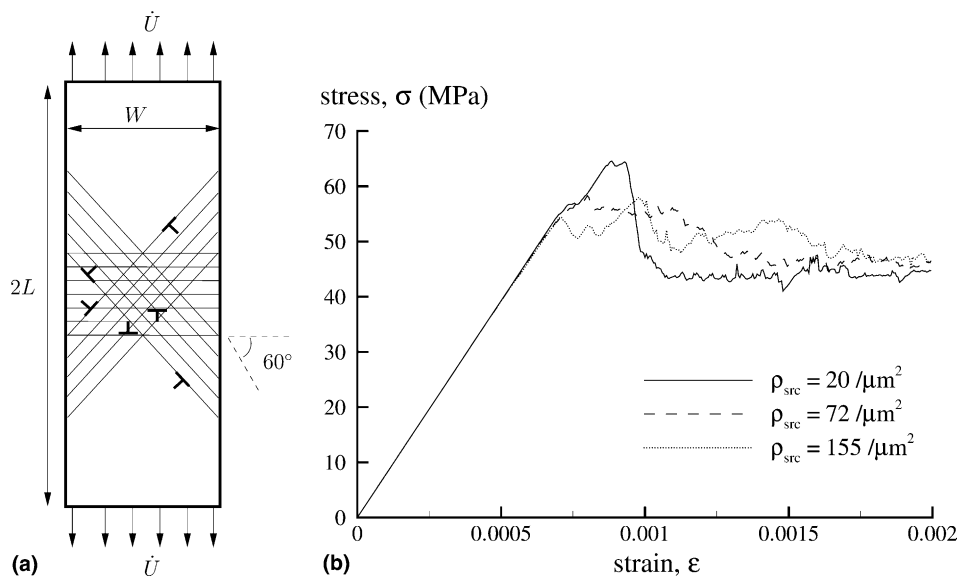 U̇
W
2L
60°
U̇
(a)
stress, σ (MPa)
70
60
50
40
30
20
10
0
0 0.0005 0.001 0.0015 0.002
strain, ε
ρsrc = 20 /μm²
ρsrc = 72 /μm²
ρsrc = 155 /μm²
(b)